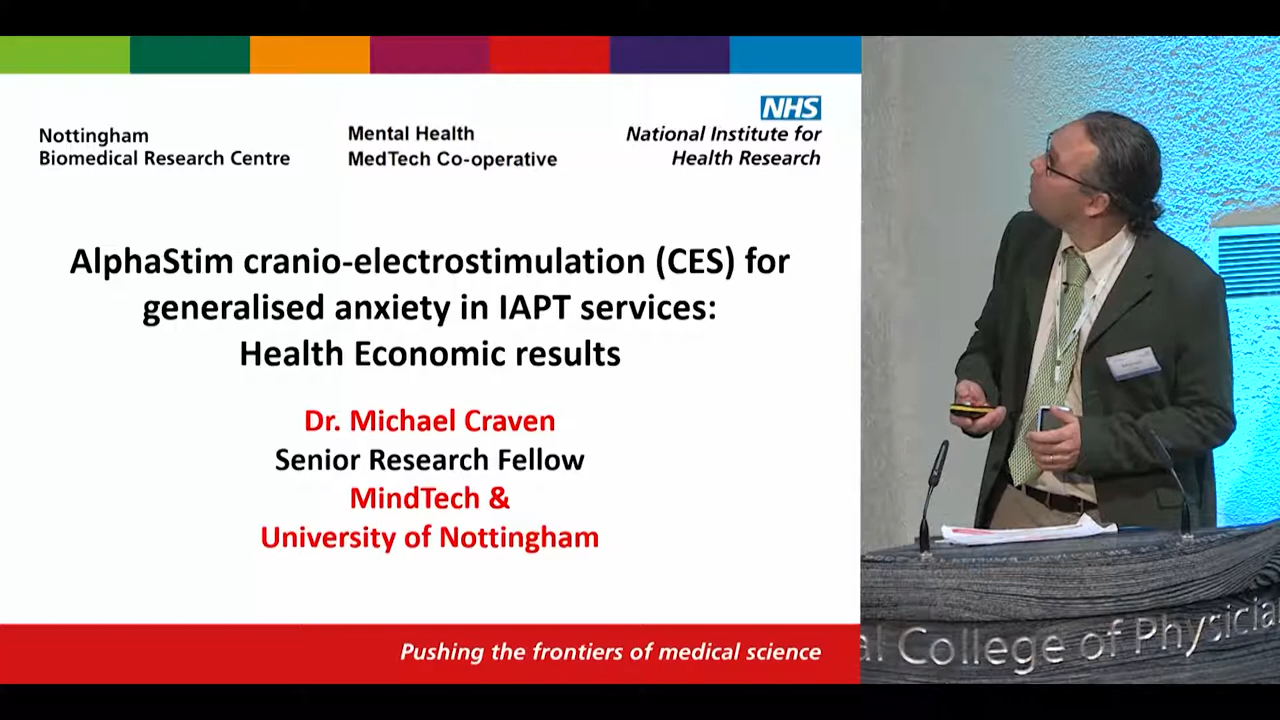 Nottingham
Biomedical Research Centre
Mental Health
MedTech Co-operative
NHS
National Institute for
Health Research
AlphaStim cranio-electrostimulation (CES) for
generalised anxiety in IAPT services:
Health Economic results
Dr. Michael Craven
Senior Research Fellow
MindTech &
University of Nottingham
Pushing the frontiers of medical science
al College of Physicia